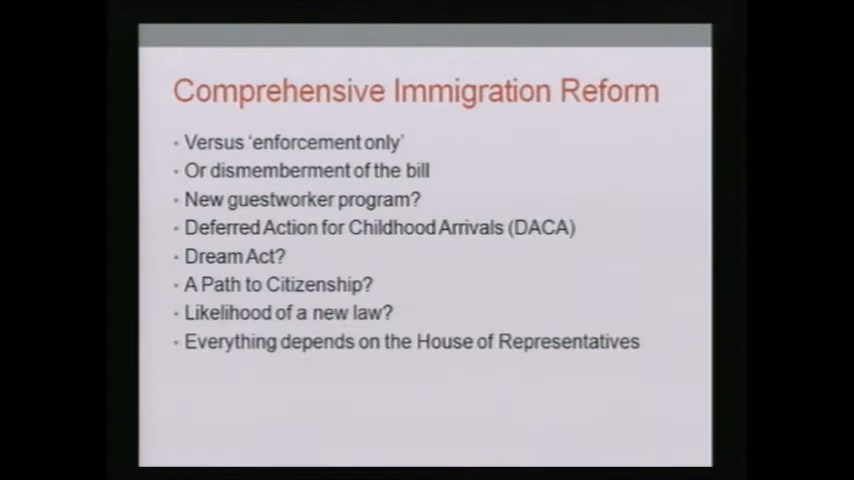 Comprehensive Immigration Reform
• Versus 'enforcement only'
• Or dismemberment of the bill
• New guestworker program?
• Deferred Action for Childhood Arrivals (DACA)
• Dream Act?
• A Path to Citizenship?
• Likelihood of a new law?
• Everything depends on the House of Representatives